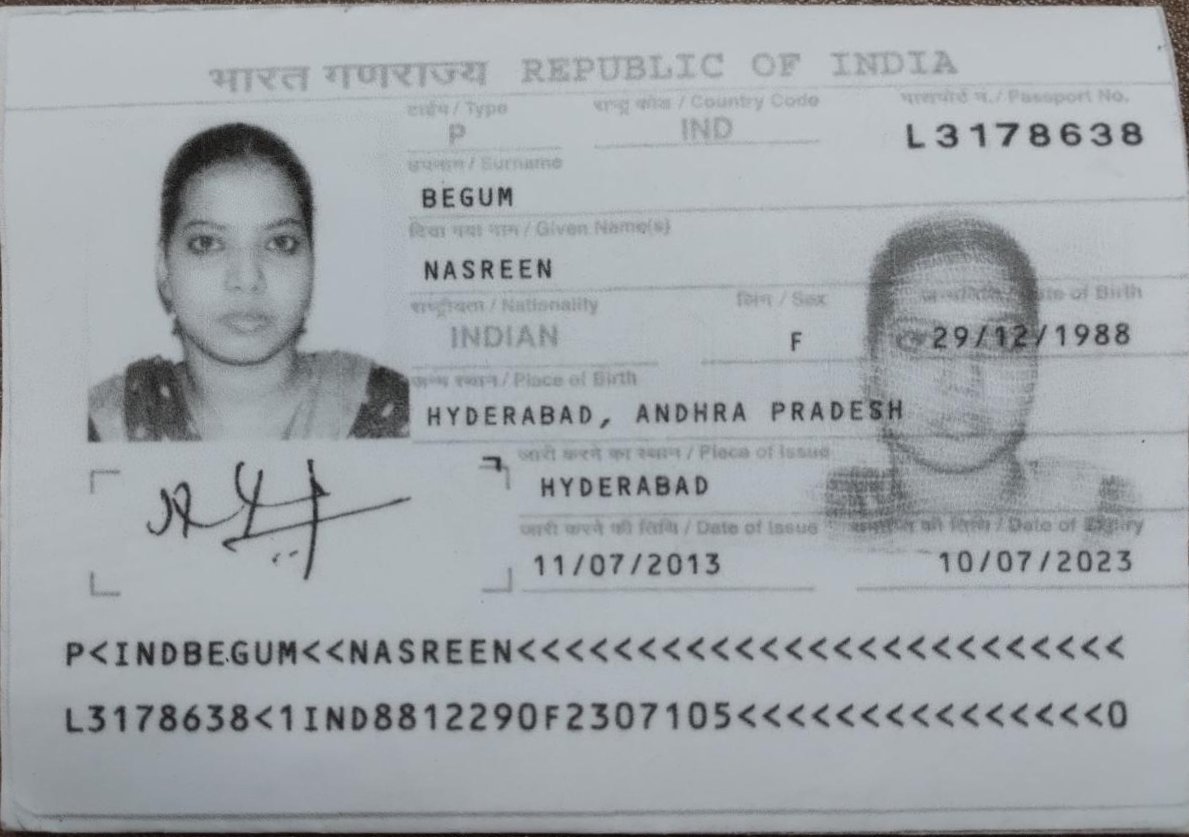 भारत गणराज्य REPUBLIC OF INDIA
टाईप / Type राष्ट्र कोड / Country Code पासपोर्ट नं. / Passport No.
P IND L3178638
उपनाम / Surname
BEGUM
दिया गया नाम / Given Name(s)
NASREEN
राष्ट्रीयता / Nationality लिंग / Sex जन्मतिथि / Date of Birth
INDIAN F 29/12/1988
जन्म स्थान / Place of Birth
HYDERABAD, ANDHRA PRADESH
जारी करने का स्थान / Place of Issue
HYDERABAD
जारी करने की तिथि / Date of Issue की तिथि / Date of Expiry
11/07/2013 10/07/2023
P<INDBEGUM<<NASREEN<<<<<<<<<<<<<<<<<<<<<<<<<
L3178638<1IND8812290F2307105<<<<<<<<<<<<<<<0